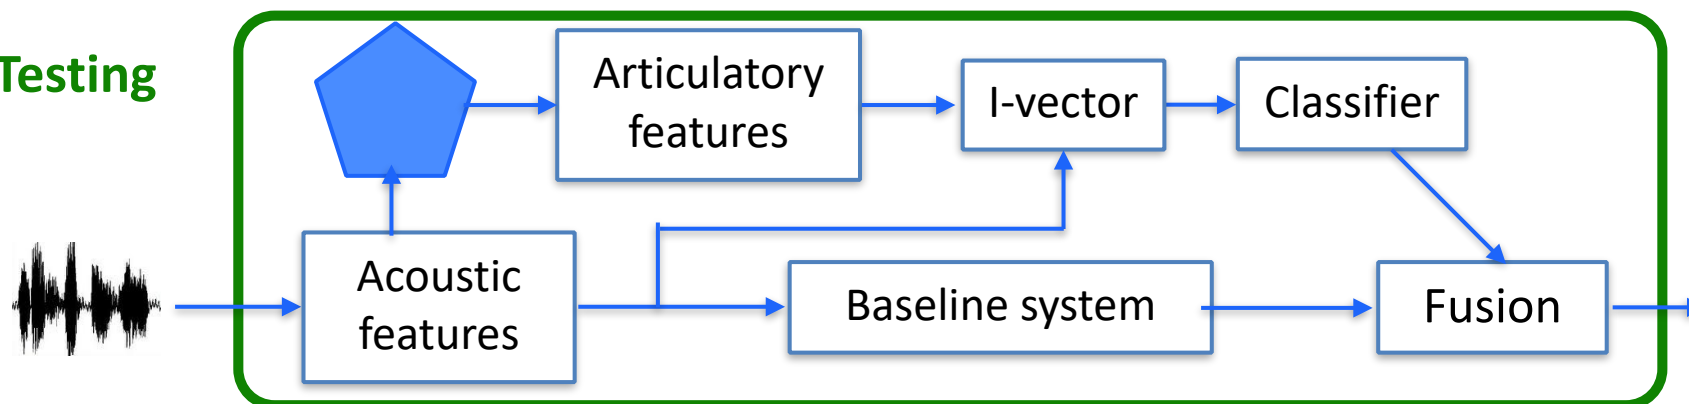 Testing
Articulatory
features
I-vector
Classifier
Acoustic
features
Baseline system
Fusion